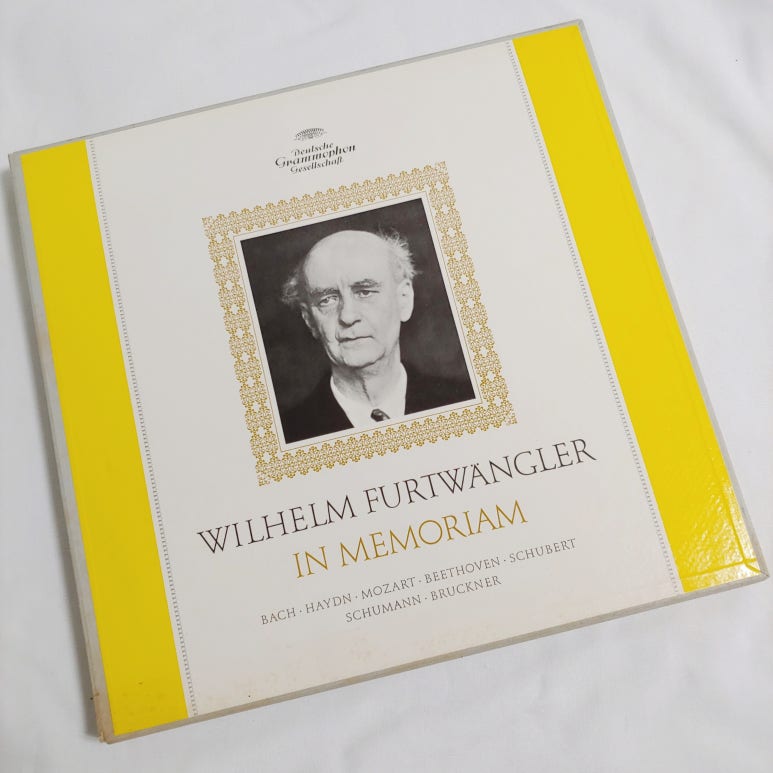 Deutsche
Grammophon
Gesellschaft
WILHELM FURTWÄNGLER
IN MEMORIAM
BACH · HAYDN · MOZART · BEETHOVEN · SCHUBERT
SCHUMANN · BRUCKNER